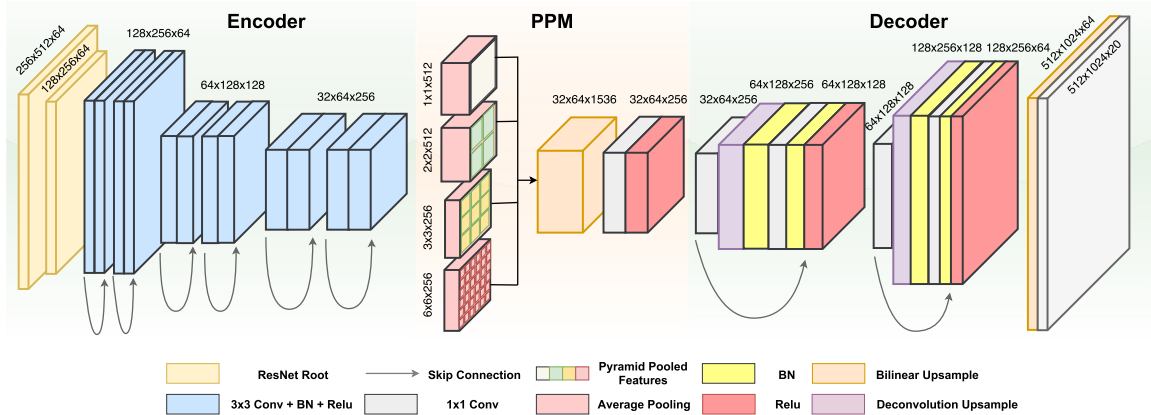 Encoder
PPM
Decoder
256x512x64
128x256x64
128x256x64
64x128x128
32x64x256
1x1x512
2x2x512
3x3x256
6x6x256
32x64x1536
32x64x256
32x64x256
64x128x256
64x128x128
64x128x128
128x256x128
128x256x64
512x1024x64
512x1024x20
ResNet Root
Skip Connection
Pyramid Pooled
Features
BN
Bilinear Upsample
3x3 Conv + BN + Relu
1x1 Conv
Average Pooling
Relu
Deconvolution Upsample